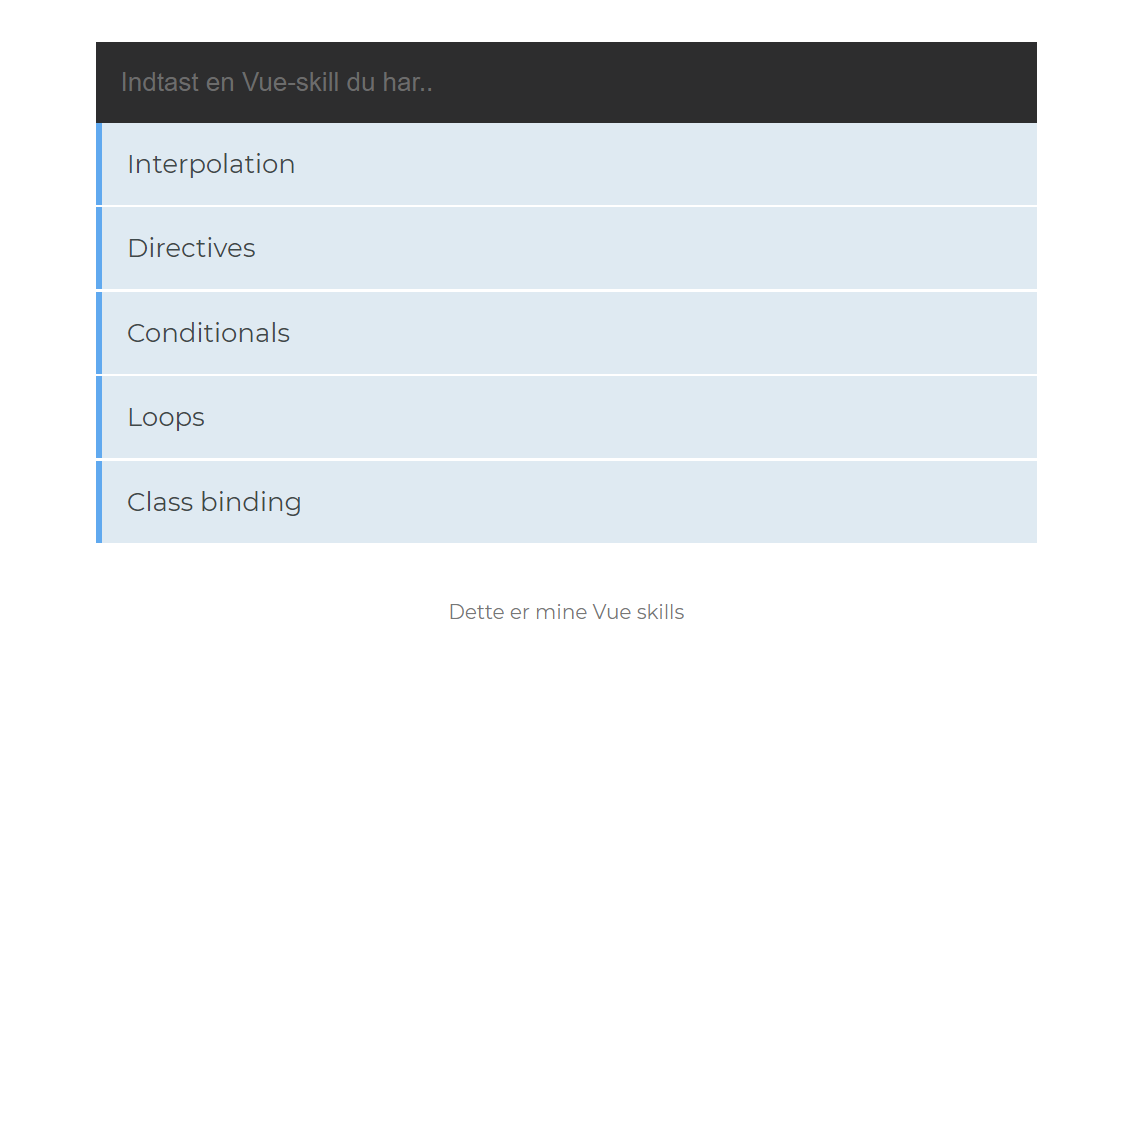 Indtast en Vue-skill du har..
Interpolation
Directives
Conditionals
Loops
Class binding
Dette er mine Vue skills